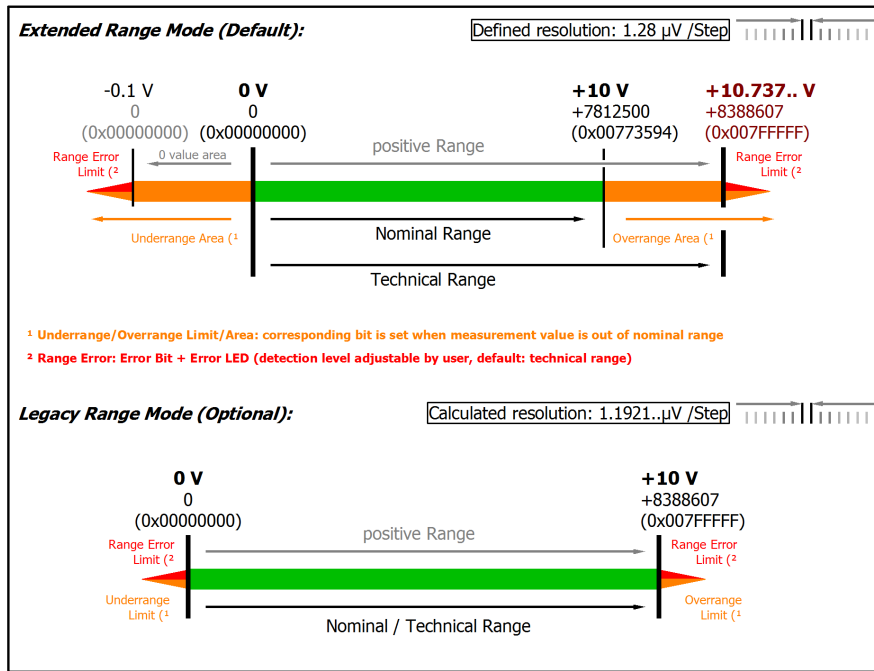 Extended Range Mode (Default):
Defined resolution: 1.28 µV /Step
-0.1 V
0
(0x00000000)
0 V
0
(0x00000000)
+10 V
+7812500
(0x00773594)
+10.737.. V
+8388607
(0x007FFFFF)
Range Error
Limit (²
0 value area
positive Range
Range Error
Limit (²
Underrange Area (¹
Nominal Range
Overrange Area (¹
Technical Range
¹ Underrange/Overrange Limit/Area: corresponding bit is set when measurement value is out of nominal range
² Range Error: Error Bit + Error LED (detection level adjustable by user, default: technical range)
Legacy Range Mode (Optional):
Calculated resolution: 1.1921..µV /Step
0 V
0
(0x00000000)
+10 V
+8388607
(0x007FFFFF)
Range Error
Limit (²
positive Range
Range Error
Limit (²
Underrange
Limit (¹
Nominal / Technical Range
Overrange
Limit (¹